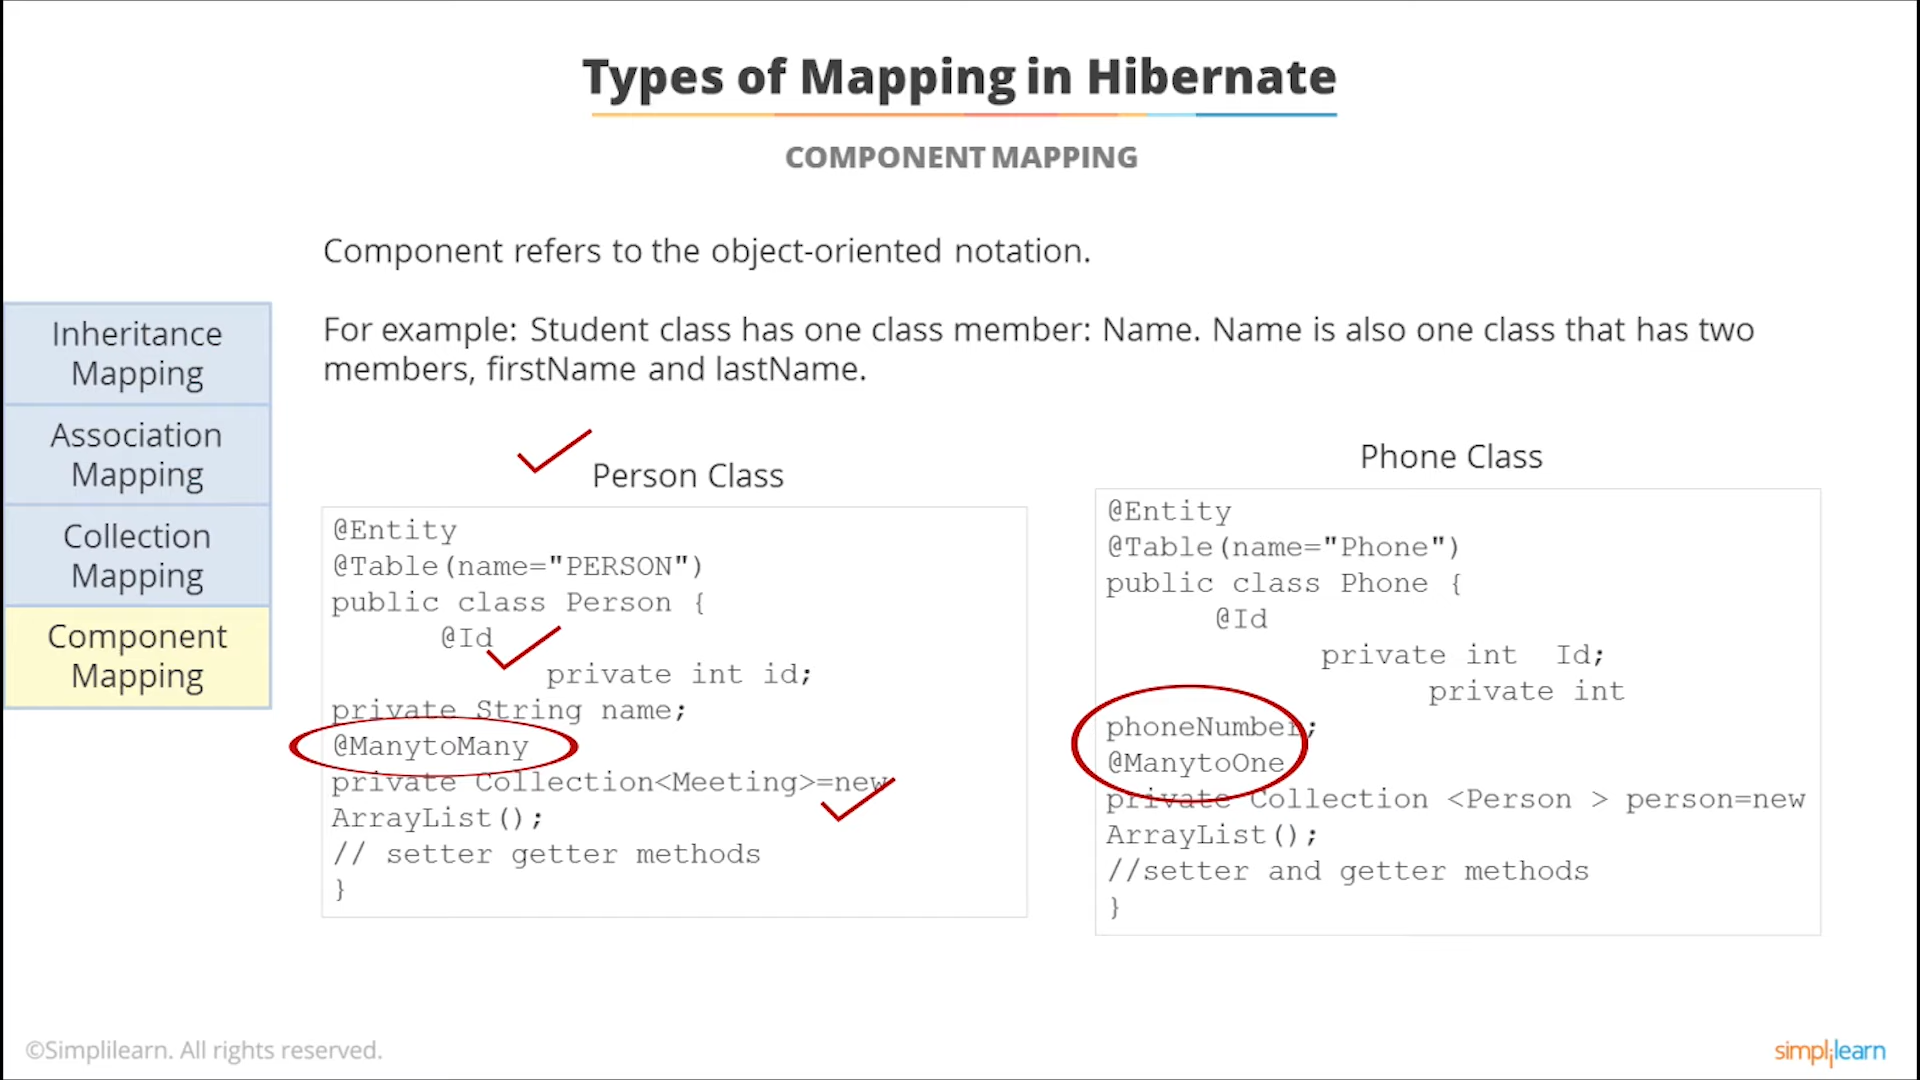 Types of Mapping in Hibernate
COMPONENT MAPPING
Component refers to the object-oriented notation.
For example: Student class has one class member: Name. Name is also one class that has two
members, firstName and lastName.
Inheritance
Mapping
Association
Mapping
Collection
Mapping
Component
Mapping
Person Class
@Entity
@Table(name="PERSON")
public class Person {
@Id
private int id;
private String name;
@ManytoMany
private Collection<Meeting>=new
ArrayList();
// setter getter methods
}
Phone Class
@Entity
@Table(name="Phone")
public class Phone {
@Id
private int Id;
private int
phoneNumber;
@ManytoOne
private Collection <Person > person=new
ArrayList();
//setter and getter methods
}
©Simplilearn. All rights reserved.
simplilearn